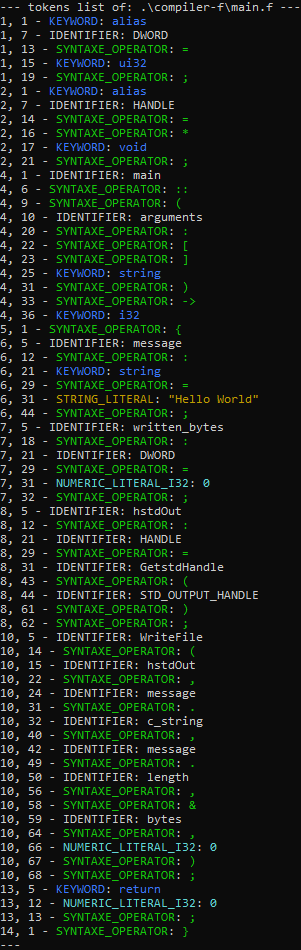 --- tokens list of: .\compiler-f\main.f ---
1, 1 - KEYWORD: alias
1, 7 - IDENTIFIER: DWORD
1, 13 - SYNTAXE_OPERATOR: =
1, 15 - KEYWORD: ui32
1, 19 - SYNTAXE_OPERATOR: ;
2, 1 - KEYWORD: alias
2, 7 - IDENTIFIER: HANDLE
2, 14 - SYNTAXE_OPERATOR: =
2, 16 - SYNTAXE_OPERATOR: *
2, 17 - KEYWORD: void
2, 21 - SYNTAXE_OPERATOR: ;
4, 1 - IDENTIFIER: main
4, 6 - SYNTAXE_OPERATOR: ::
4, 9 - SYNTAXE_OPERATOR: (
4, 10 - IDENTIFIER: arguments
4, 20 - SYNTAXE_OPERATOR: :
4, 22 - SYNTAXE_OPERATOR: [
4, 23 - SYNTAXE_OPERATOR: ]
4, 25 - KEYWORD: string
4, 31 - SYNTAXE_OPERATOR: )
4, 33 - SYNTAXE_OPERATOR: ->
4, 36 - KEYWORD: i32
5, 1 - SYNTAXE_OPERATOR: {
6, 5 - IDENTIFIER: message
6, 12 - SYNTAXE_OPERATOR: :
6, 21 - KEYWORD: string
6, 29 - SYNTAXE_OPERATOR: =
6, 31 - STRING_LITERAL: "Hello World"
6, 44 - SYNTAXE_OPERATOR: ;
7, 5 - IDENTIFIER: written_bytes
7, 18 - SYNTAXE_OPERATOR: :
7, 21 - IDENTIFIER: DWORD
7, 29 - SYNTAXE_OPERATOR: =
7, 31 - NUMERIC_LITERAL_I32: 0
7, 32 - SYNTAXE_OPERATOR: ;
8, 5 - IDENTIFIER: hstdOut
8, 12 - SYNTAXE_OPERATOR: :
8, 21 - IDENTIFIER: HANDLE
8, 29 - SYNTAXE_OPERATOR: =
8, 31 - IDENTIFIER: GetstdHandle
8, 43 - SYNTAXE_OPERATOR: (
8, 44 - IDENTIFIER: STD_OUTPUT_HANDLE
8, 61 - SYNTAXE_OPERATOR: )
8, 62 - SYNTAXE_OPERATOR: ;
10, 5 - IDENTIFIER: WriteFile
10, 14 - SYNTAXE_OPERATOR: (
10, 15 - IDENTIFIER: hstdOut
10, 22 - SYNTAXE_OPERATOR: ,
10, 24 - IDENTIFIER: message
10, 31 - SYNTAXE_OPERATOR: .
10, 32 - IDENTIFIER: c_string
10, 40 - SYNTAXE_OPERATOR: ,
10, 42 - IDENTIFIER: message
10, 49 - SYNTAXE_OPERATOR: .
10, 50 - IDENTIFIER: length
10, 56 - SYNTAXE_OPERATOR: ,
10, 58 - SYNTAXE_OPERATOR: &
10, 59 - IDENTIFIER: bytes
10, 64 - SYNTAXE_OPERATOR: ,
10, 66 - NUMERIC_LITERAL_I32: 0
10, 67 - SYNTAXE_OPERATOR: )
10, 68 - SYNTAXE_OPERATOR: ;
13, 5 - KEYWORD: return
13, 12 - NUMERIC_LITERAL_I32: 0
13, 13 - SYNTAXE_OPERATOR: ;
14, 1 - SYNTAXE_OPERATOR: }
---